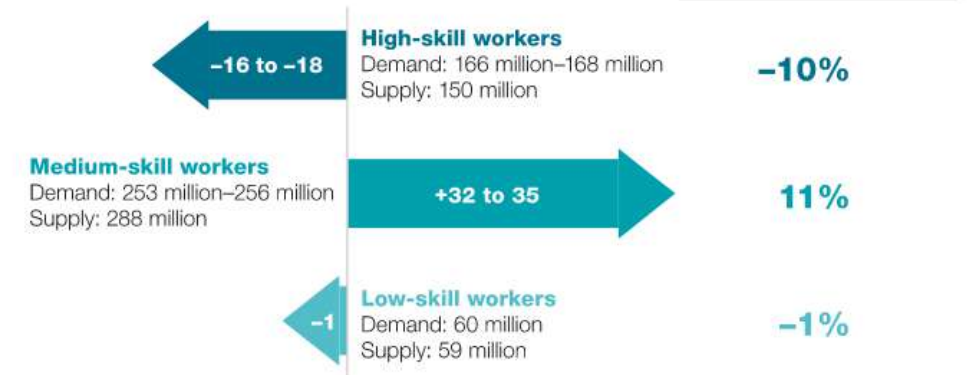 –16 to –18
High-skill workers
Demand: 166 million–168 million
Supply: 150 million
–10%
Medium-skill workers
Demand: 253 million–256 million
Supply: 288 million
+32 to 35
11%
–1
Low-skill workers
Demand: 60 million
Supply: 59 million
–1%